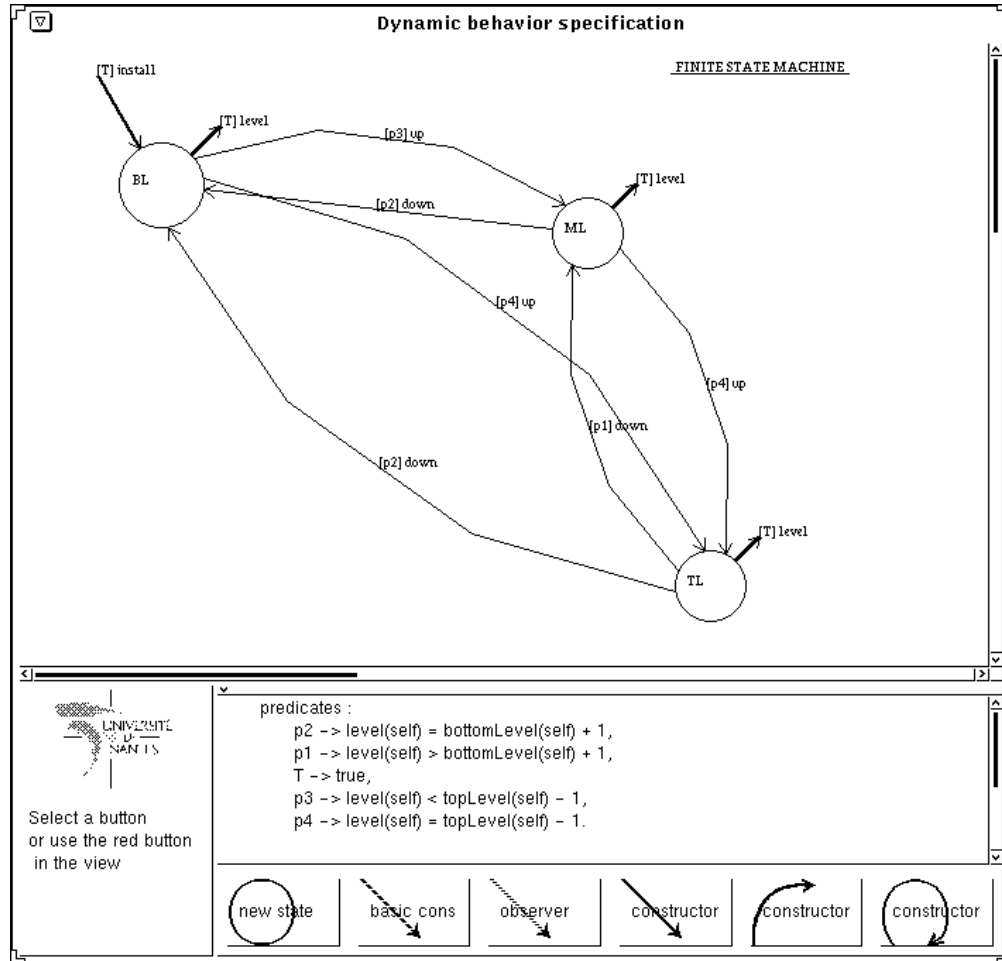 Dynamic behavior specification
[T] install
FINITE STATE MACHINE
[T] level
[p3] up
BL
[T] level
[p2] down
ML
[p4] up
[p4] up
[p1] down
[p2] down
[T] level
TL
predicates :
p2 -> level(self) = bottomLevel(self) + 1,
p1 -> level(self) > bottomLevel(self) + 1,
T -> true,
p3 -> level(self) < topLevel(self) - 1,
p4 -> level(self) = topLevel(self) - 1.
UNIVERSITE
Select a button
or use the red button
in the view
new state
basic cons
observer
constructor
constructor
constructor